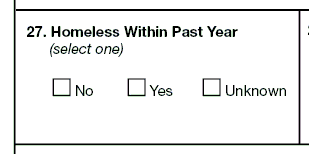 27. Homeless Within Past Year
(select one)
No Yes Unknown